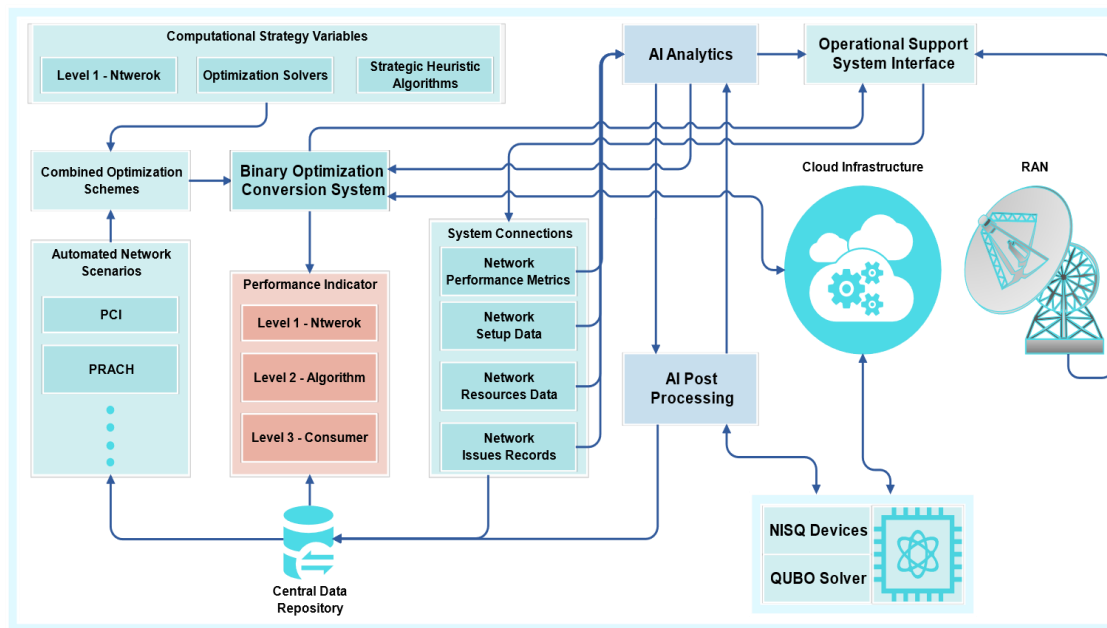 Computational Strategy Variables
Level 1 - Ntwerok
Optimization Solvers
Strategic Heuristic
Algorithms
AI Analytics
Operational Support
System Interface
Combined Optimization
Schemes
Binary Optimization
Conversion System
Cloud Infrastructure
RAN
Automated Network
Scenarios
PCI
PRACH
Performance Indicator
Level 1 - Ntwerok
Level 2 - Algorithm
Level 3 - Consumer
System Connections
Network
Performance Metrics
Network
Setup Data
Network
Resources Data
Network
Issues Records
AI Post
Processing
NISQ Devices
QUBO Solver
Central Data
Repository